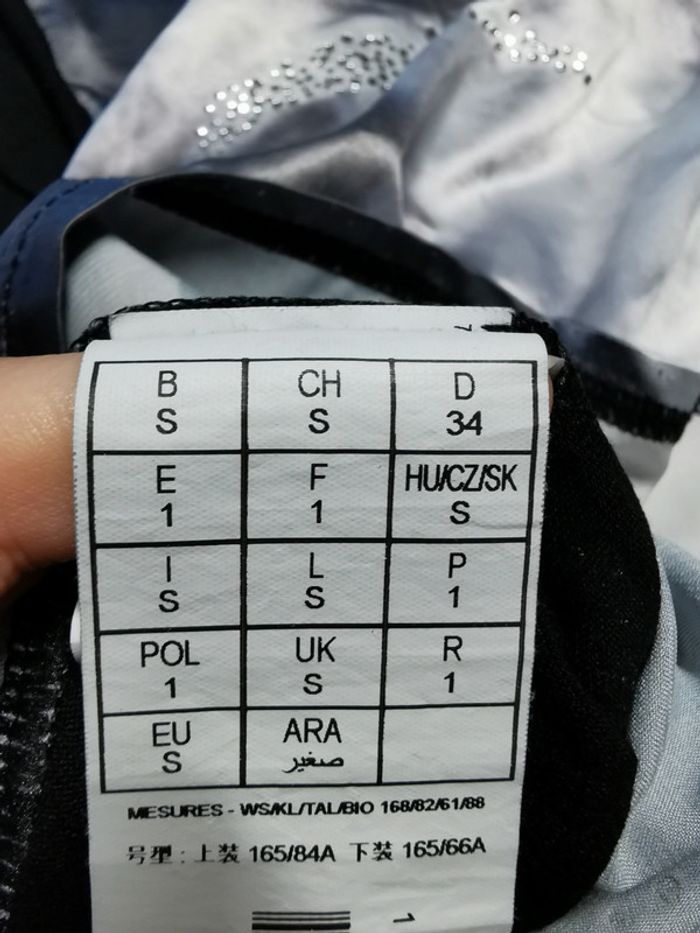 B CH D
S S 34
E F HU/CZ/SK
1 1 S
I L P
S S 1
POL UK R
1 S 1
EU ARA
S صغير
MESURES - WS/KL/TAL/BIO 168/82/61/88
号型 : 上装 165/84A 下装 165/66A
1